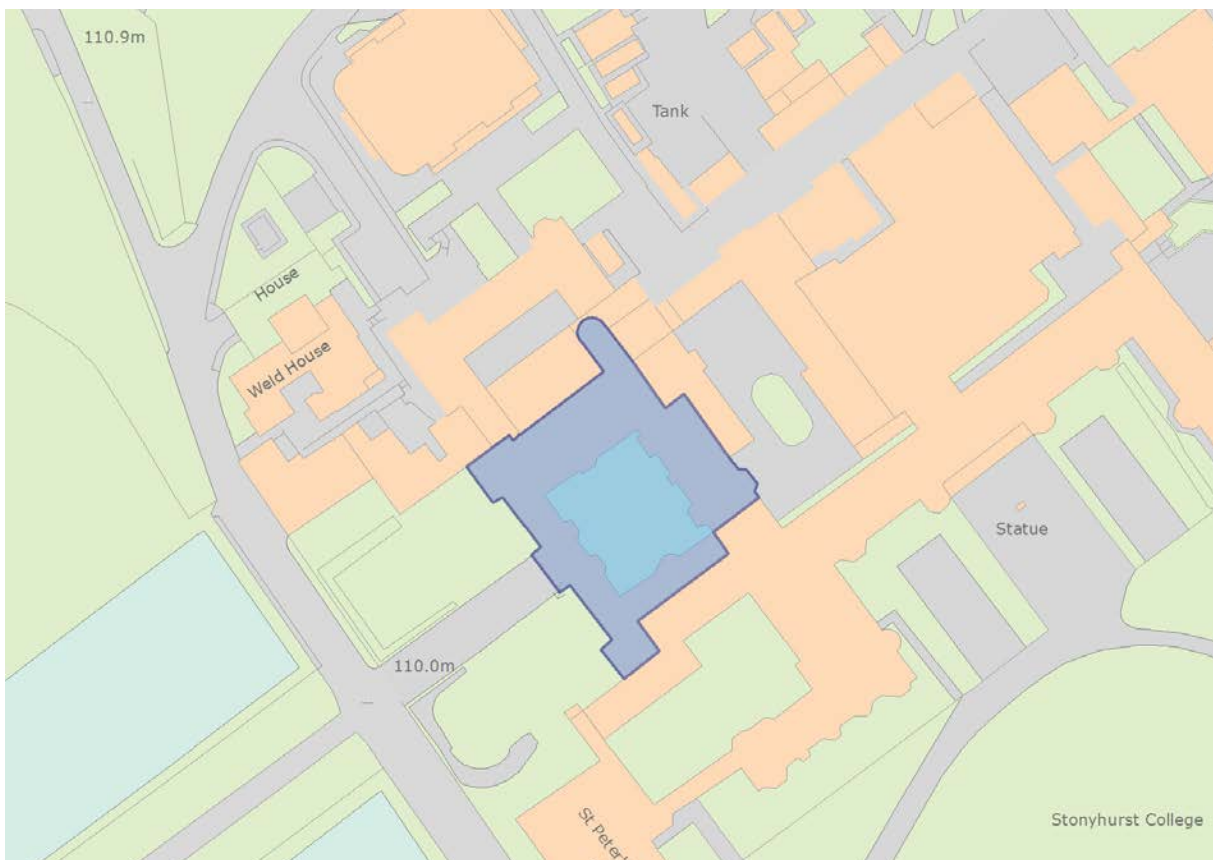 110.9m
Tank
House
Weld House
Statue
110.0m
St Peter
Stonyhurst College